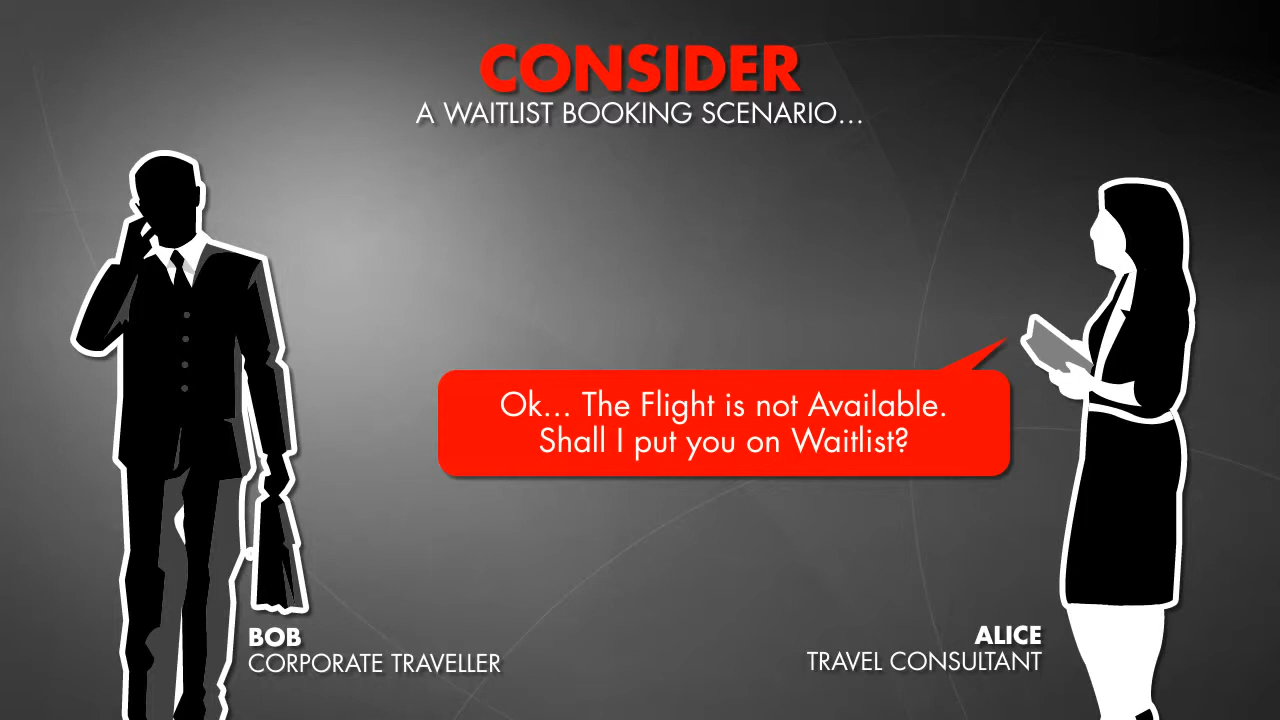 CONSIDER
A WAITLIST BOOKING SCENARIO...
Ok... The Flight is not Available.
Shall I put you on Waitlist?
BOB
CORPORATE TRAVELLER
ALICE
TRAVEL CONSULTANT